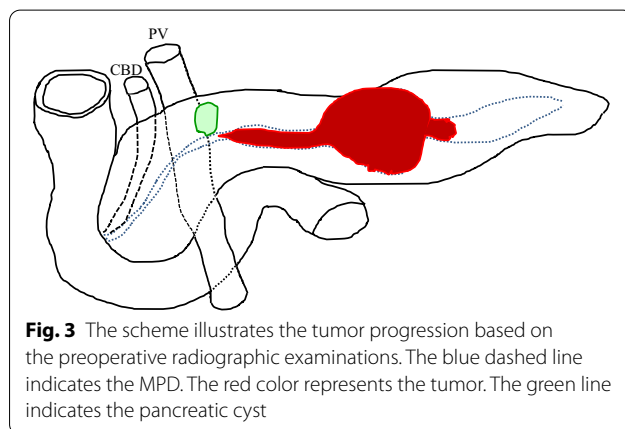 PV
CBD
Fig. 3 The scheme illustrates the tumor progression based on
the preoperative radiographic examinations. The blue dashed line
indicates the MPD. The red color represents the tumor. The green line
indicates the pancreatic cyst